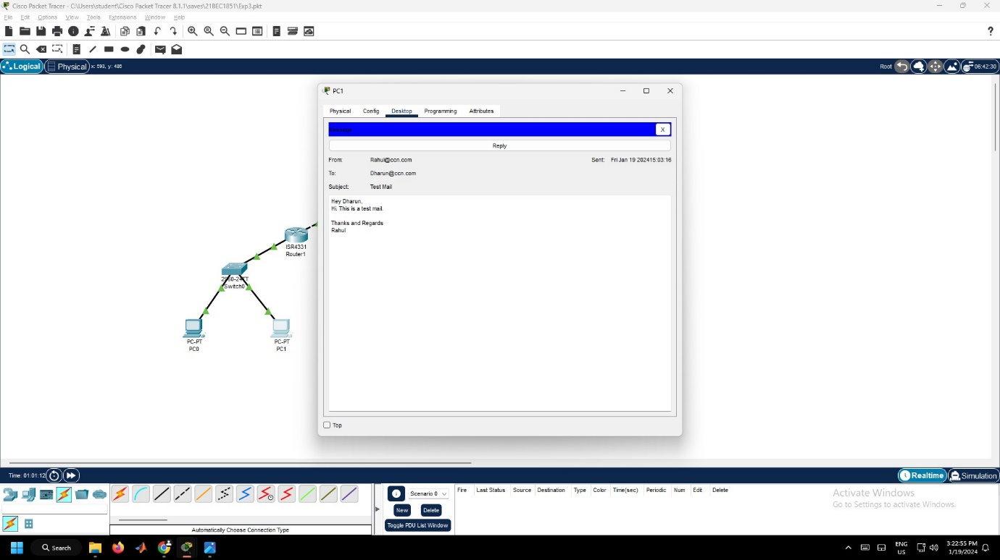 Cisco Packet Tracer - C:\Users\student\Cisco Packet Tracer 8.1.1\saves\21BEC1851\Exp3.pkt
File Edit Options View Tools Extensions Window Help
?
Logical Physical x: 593, y: 485 Root 06:42:30
PC1
Physical Config Desktop Programming Attributes
X
Reply
From: Rahul@ccn.com Sent: Fri Jan 19 202415:03:16
To: Dharun@ccn.com
Subject: Test Mail
Hey Dharun,
Hi. This is a test mail.
Thanks and Regards
Rahul
ISR4331
Router1
2960-24TT
Switch0
PC-PT
PC0
PC-PT
PC1
Top
Time: 01:01:12 Realtime Simulation
Scenario 0
New Delete
Toggle PDU List Window
Fire Last Status Source Destination Type Color Time(sec) Periodic Num Edit Delete
Activate Windows
Go to Settings to activate Windows.
Automatically Choose Connection Type
Search
ENG
US
3:22:55 PM
1/19/2024